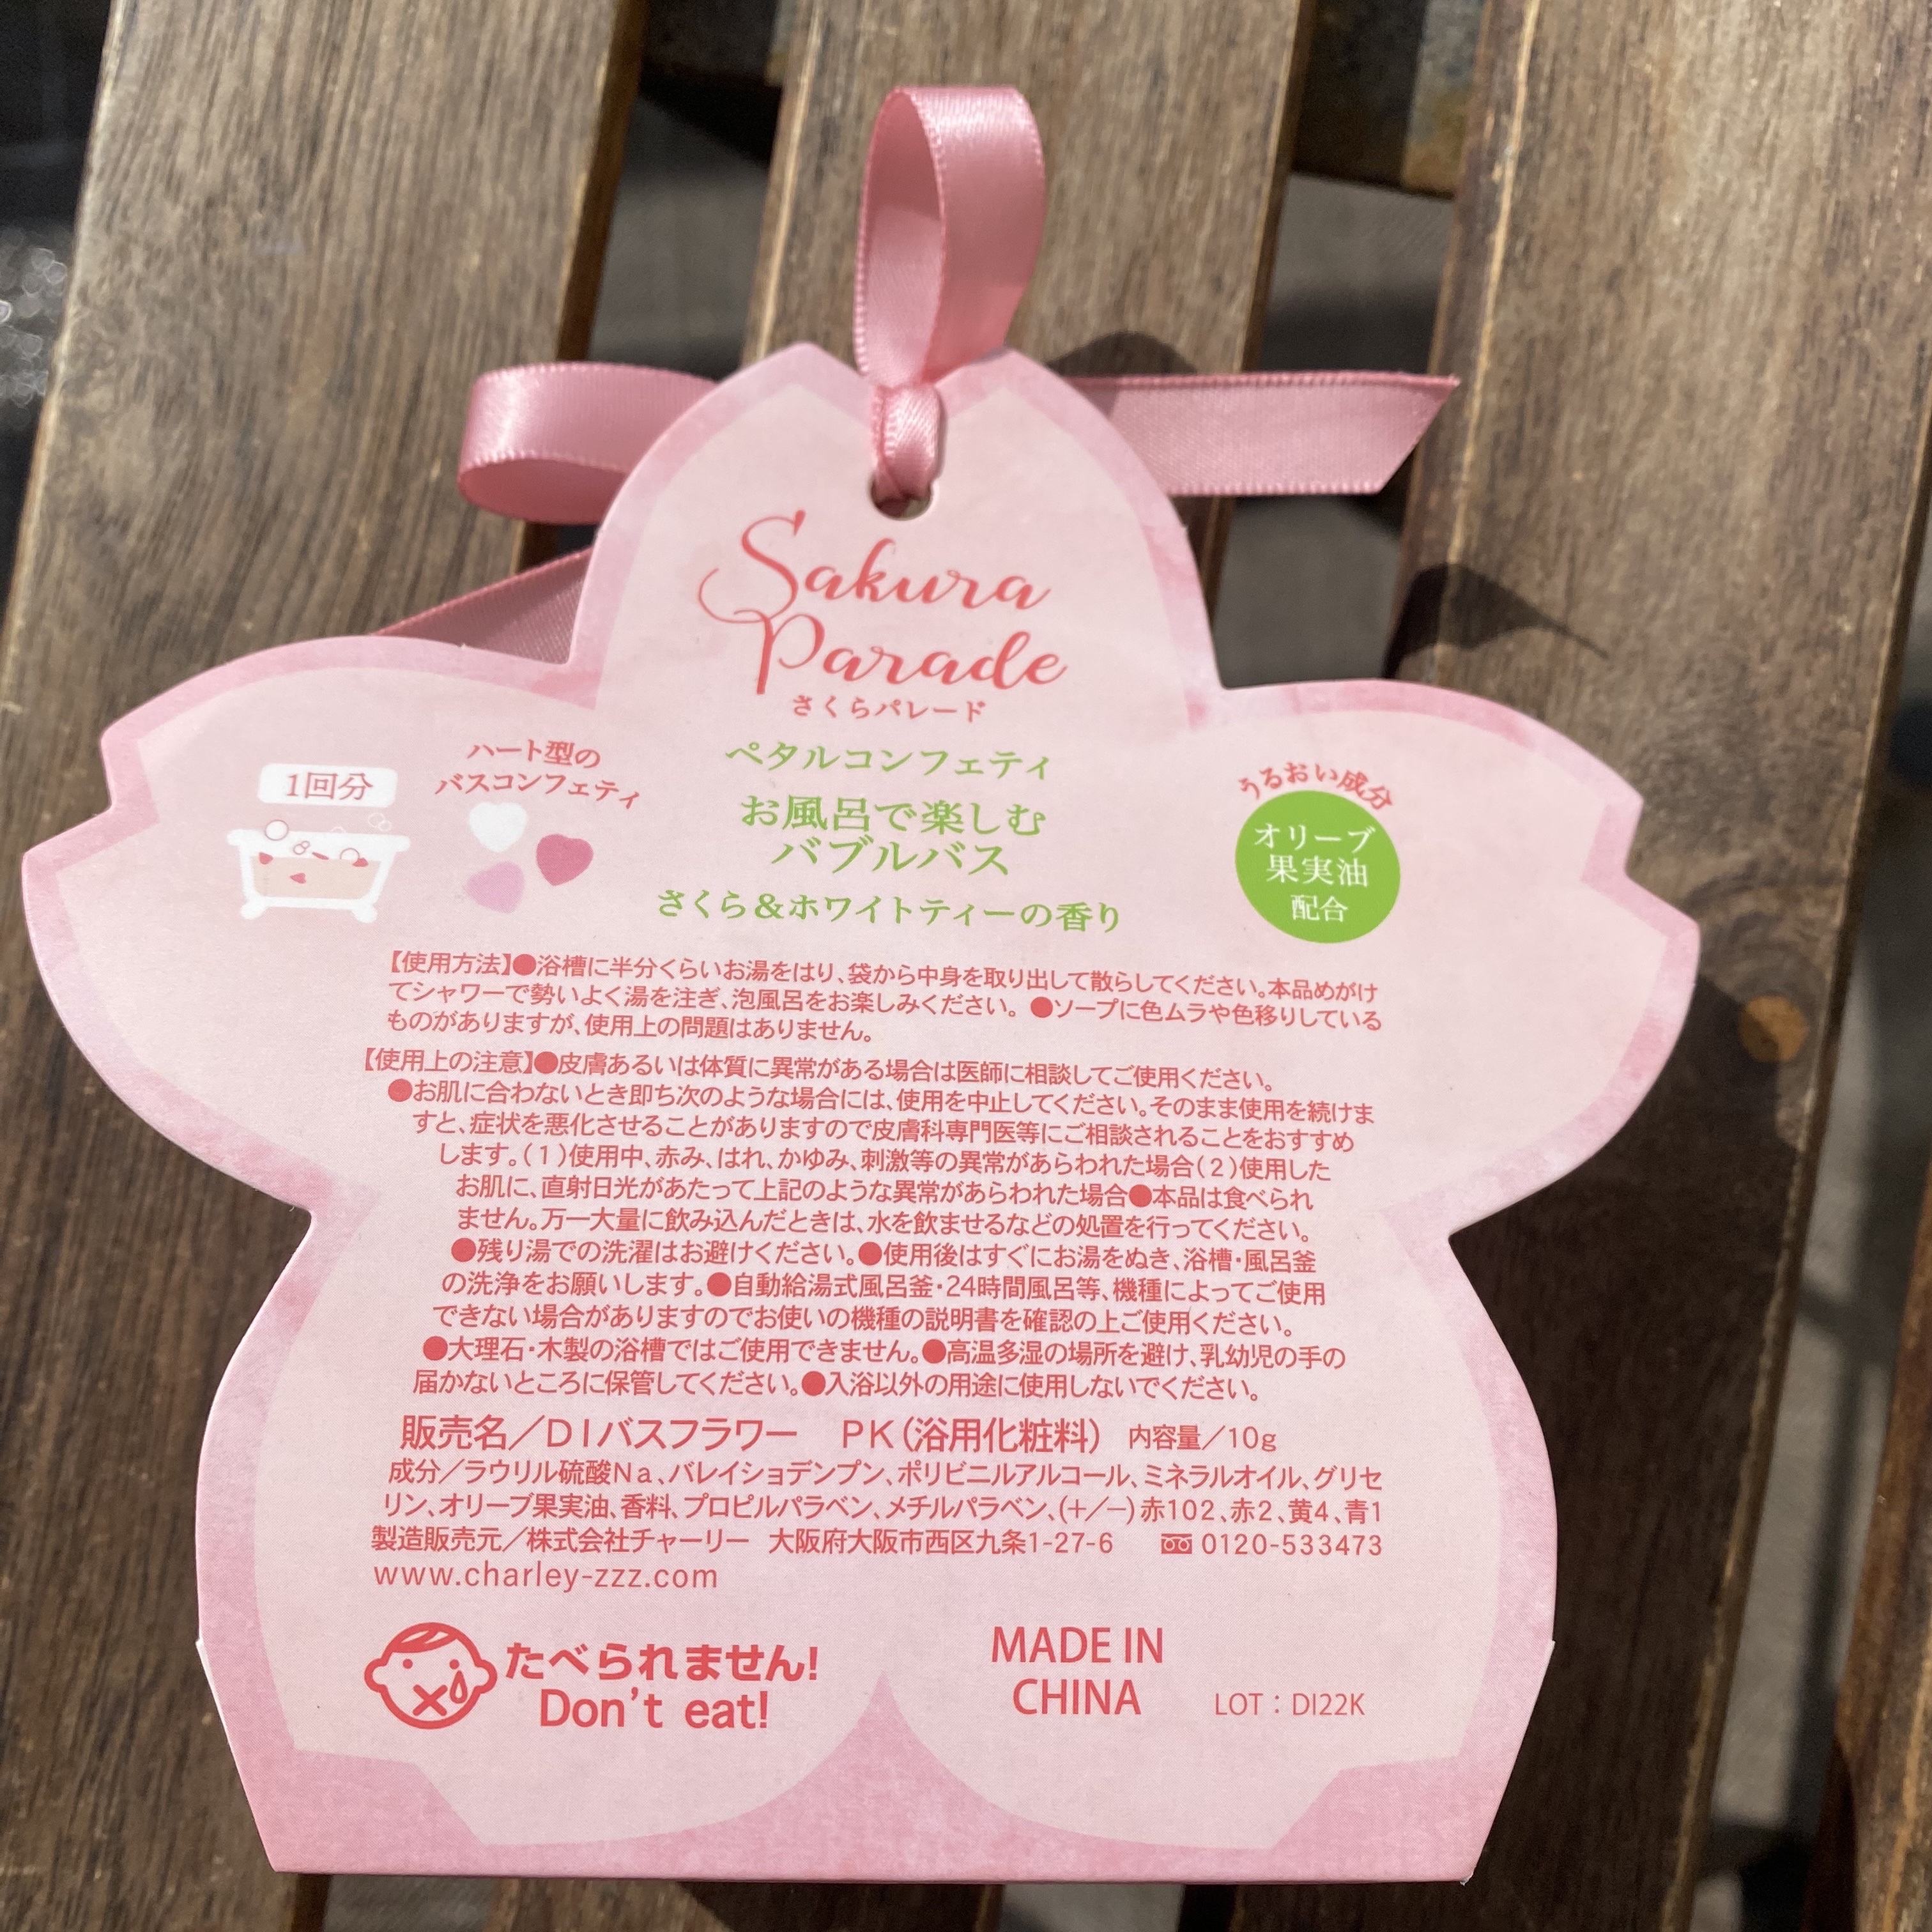 Sakura
Parade
さくらパレード
1回分
ハート型の
バスコンフェティ
ペタルコンフェティ
お風呂で楽しむ
バブルバス
さくら&ホワイトティーの香り
うるおい成分
オリーブ
果実油
配合
【使用方法】●浴槽に半分くらいお湯をはり、袋から中身を取り出して散らしてください。本品めがけ
てシャワーで勢いよく湯を注ぎ、泡風呂をお楽しみください。●ソープに色ムラや色移りしている
ものがありますが、使用上の問題はありません。
【使用上の注意】●皮膚あるいは体質に異常がある場合は医師に相談してご使用ください。
●お肌に合わないとき即ち次のような場合には、使用を中止してください。そのまま使用を続けま
すと、症状を悪化させることがありますので皮膚科専門医等にご相談されることをおすすめ
します。(1)使用中、赤み、はれ、かゆみ、刺激等の異常があらわれた場合(2)使用した
お肌に、直射日光があたって上記のような異常があらわれた場合●本品は食べられ
ません。万一大量に飲み込んだときは、水を飲ませるなどの処置を行ってください。
●残り湯での洗濯はお避けください。●使用後はすぐにお湯をぬき、浴槽・風呂釜
の洗浄をお願いします。●自動給湯式風呂釜・24時間風呂等、機種によってご使用
できない場合がありますのでお使いの機種の説明書を確認の上ご使用ください。
●大理石・木製の浴槽ではご使用できません。●高温多湿の場所を避け、乳幼児の手の
届かないところに保管してください。●入浴以外の用途に使用しないでください。
販売名/DIバスフラワー PK(浴用化粧料) 内容量/10g
成分/ラウリル硫酸Na、バレイショデンプン、ポリビニルアルコール、ミネラルオイル、グリセ
リン、オリーブ果実油、香料、プロピルパラベン、メチルパラベン、(+/−)赤102、赤2、黄4、青1
製造販売元/株式会社チャーリー 大阪府大阪市西区九条1-27-6 0120-533473
www.charley-zzz.com
たべられません!
Don't eat!
MADE IN
CHINA
LOT:DI22K